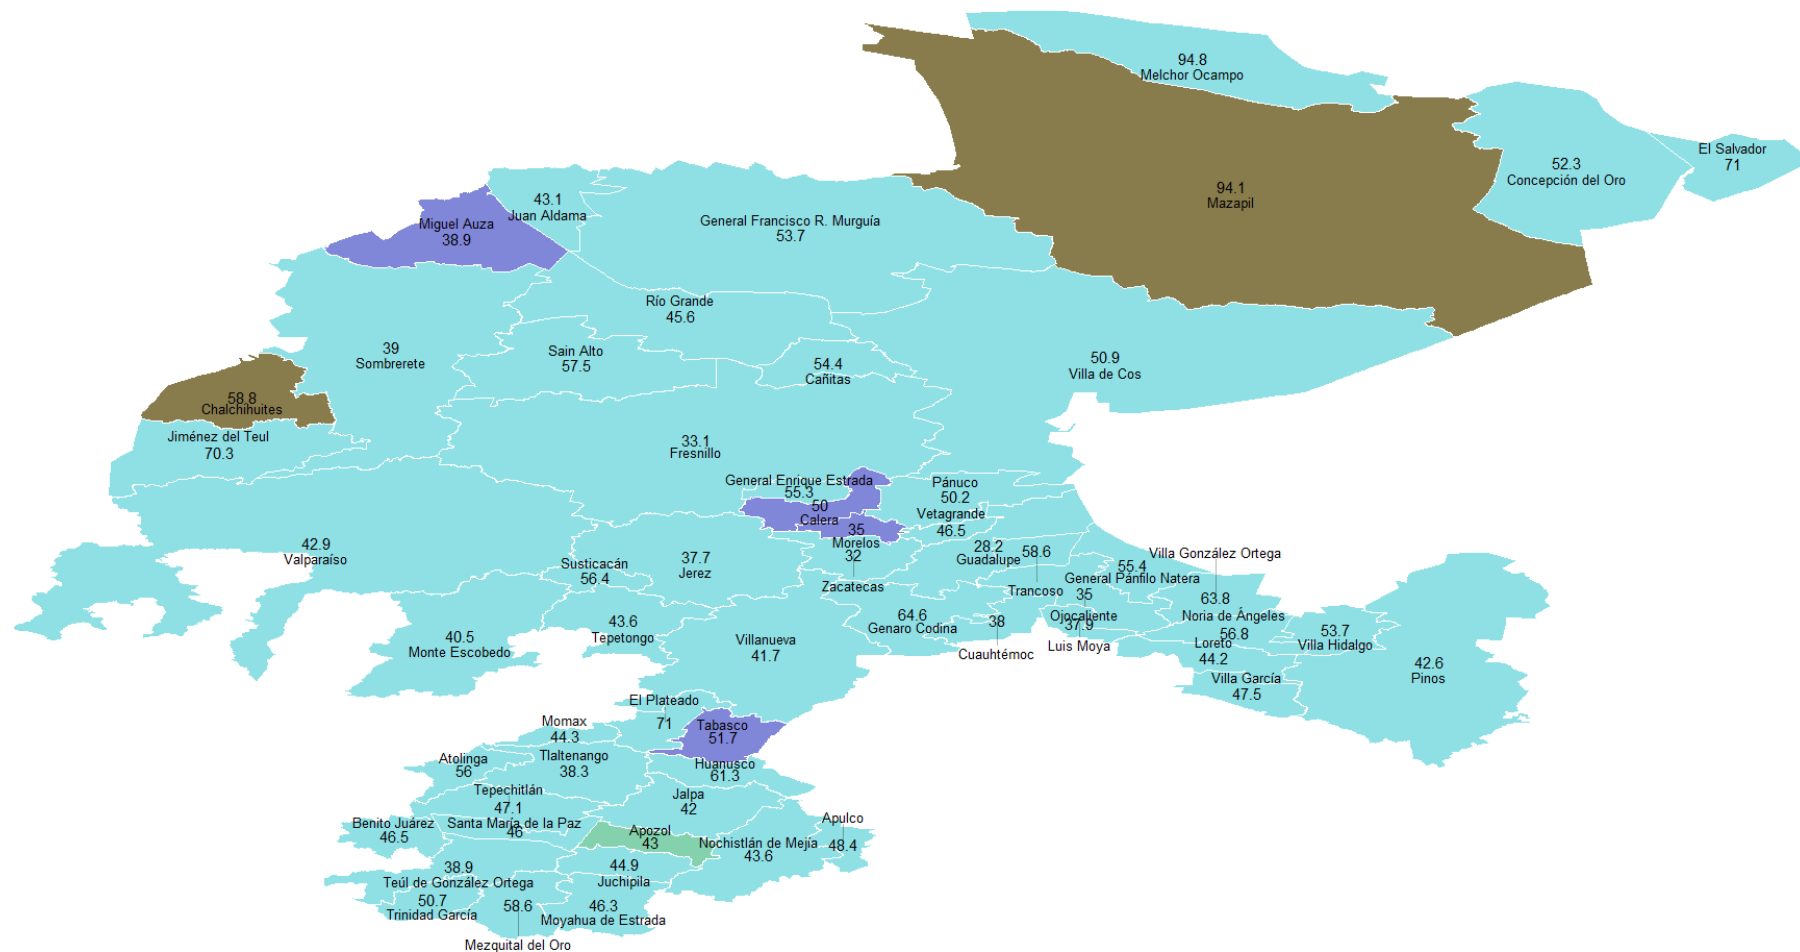 94.8
Melchor Ocampo
El Salvador
71
52.3
Concepción del Oro
94.1
Mazapil
43.1
Juan Aldama
Miguel Auza
38.9
General Francisco R. Murguía
53.7
Río Grande
45.6
39
Sombrerete
Sain Alto
57.5
54.4
Cañitas
50.9
Villa de Cos
58.8
Chalchihuites
Jiménez del Teul
70.3
33.1
Fresnillo
General Enrique Estrada
55.3
50
Calera
35
Morelos
32
Zacatecas
Pánuco
50.2
Vetagrande
46.5
28.2
Guadalupe
58.6
Trancoso
55.4
General Pánfilo Natera
Villa González Ortega
63.8
35
Ojocaliente
37.9
Luis Moya
Noria de Ángeles
56.8
Loreto
44.2
53.7
Villa Hidalgo
Villa García
47.5
42.6
Pinos
42.9
Valparaíso
Susticacán
56.4
37.7
Jerez
43.6
Tepetongo
40.5
Monte Escobedo
Villanueva
41.7
64.6
Genaro Codina
38
Cuauhtémoc
El Plateado
71
Tabasco
51.7
Momax
44.3
Atolinga
56
Tlaltenango
38.3
Huanusco
61.3
Tepechitlán
47.1
Jalpa
42
Benito Juárez
46.5
Santa María de la Paz
46
Apozol
43
Nochistlán de Mejía
43.6
Apulco
48.4
38.9
Teúl de González Ortega
44.9
Juchipila
50.7
Trinidad García
58.6
Mezquital del Oro
46.3
Moyahua de Estrada